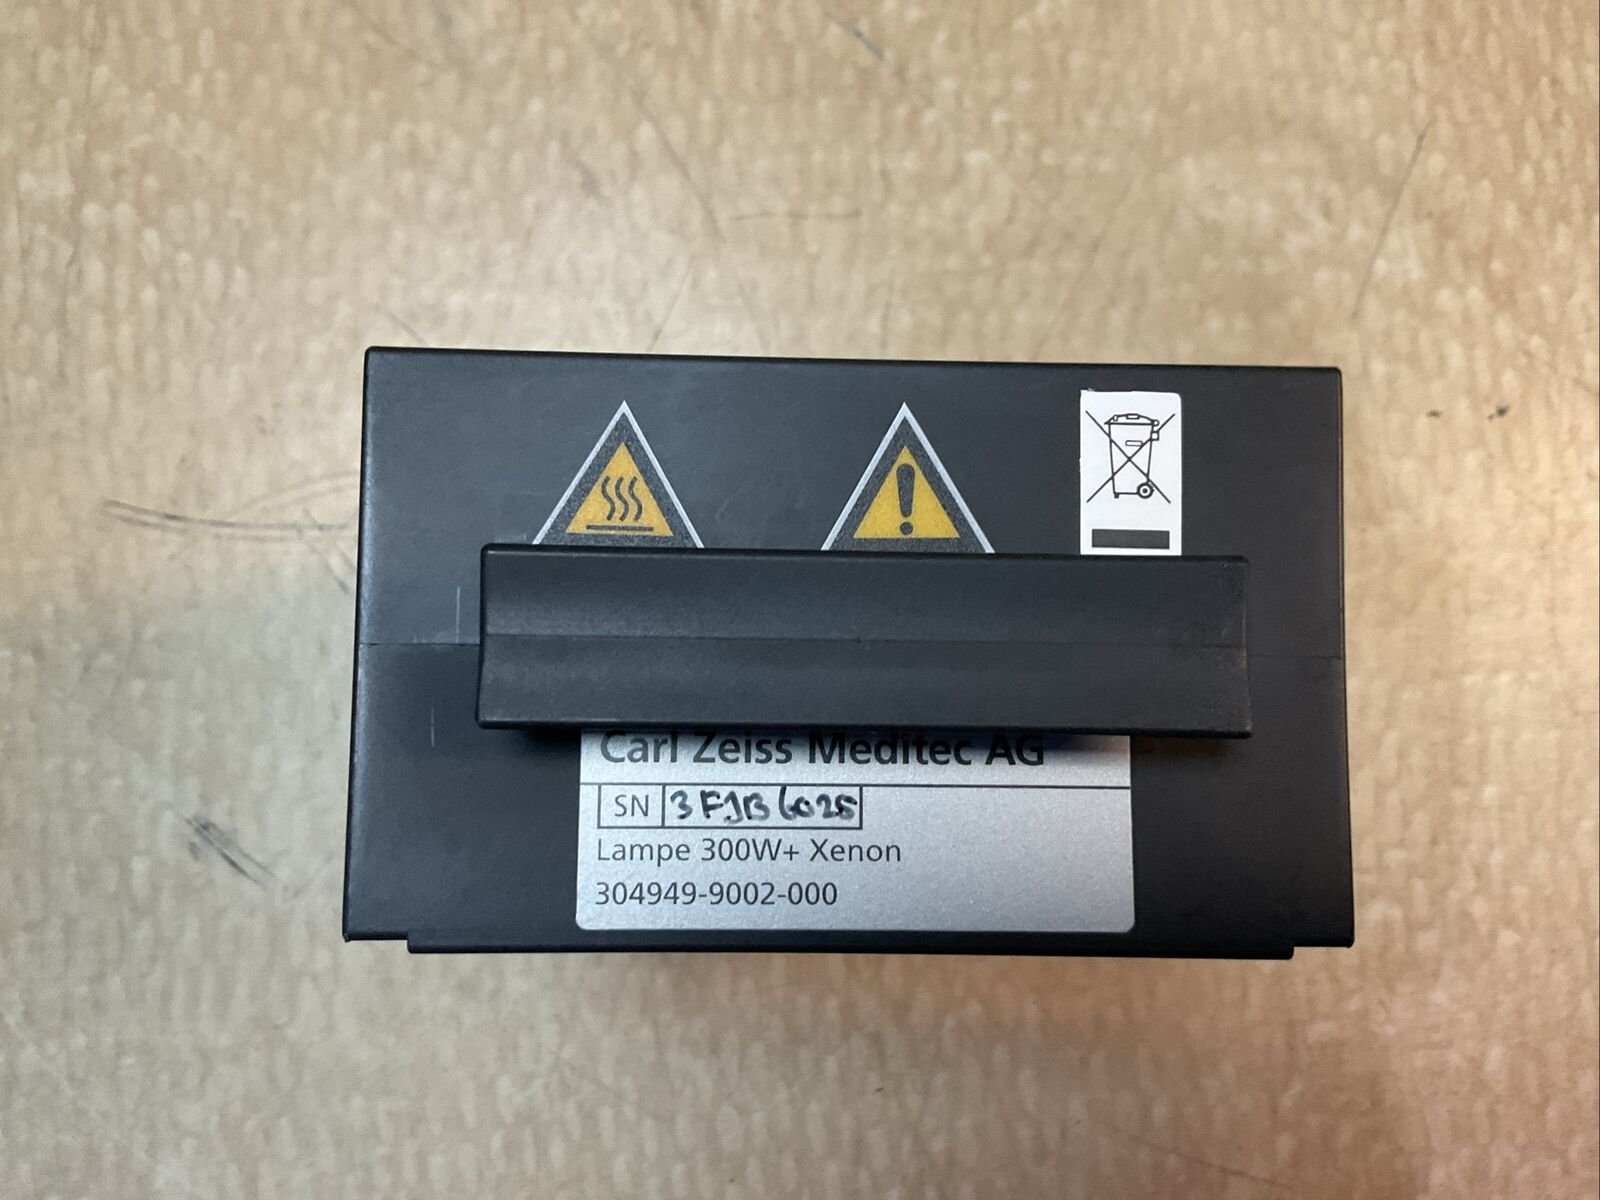 Carl Zeiss Meditec AG
SN 3FJB6025
Lampe 300W+ Xenon
304949-9002-000